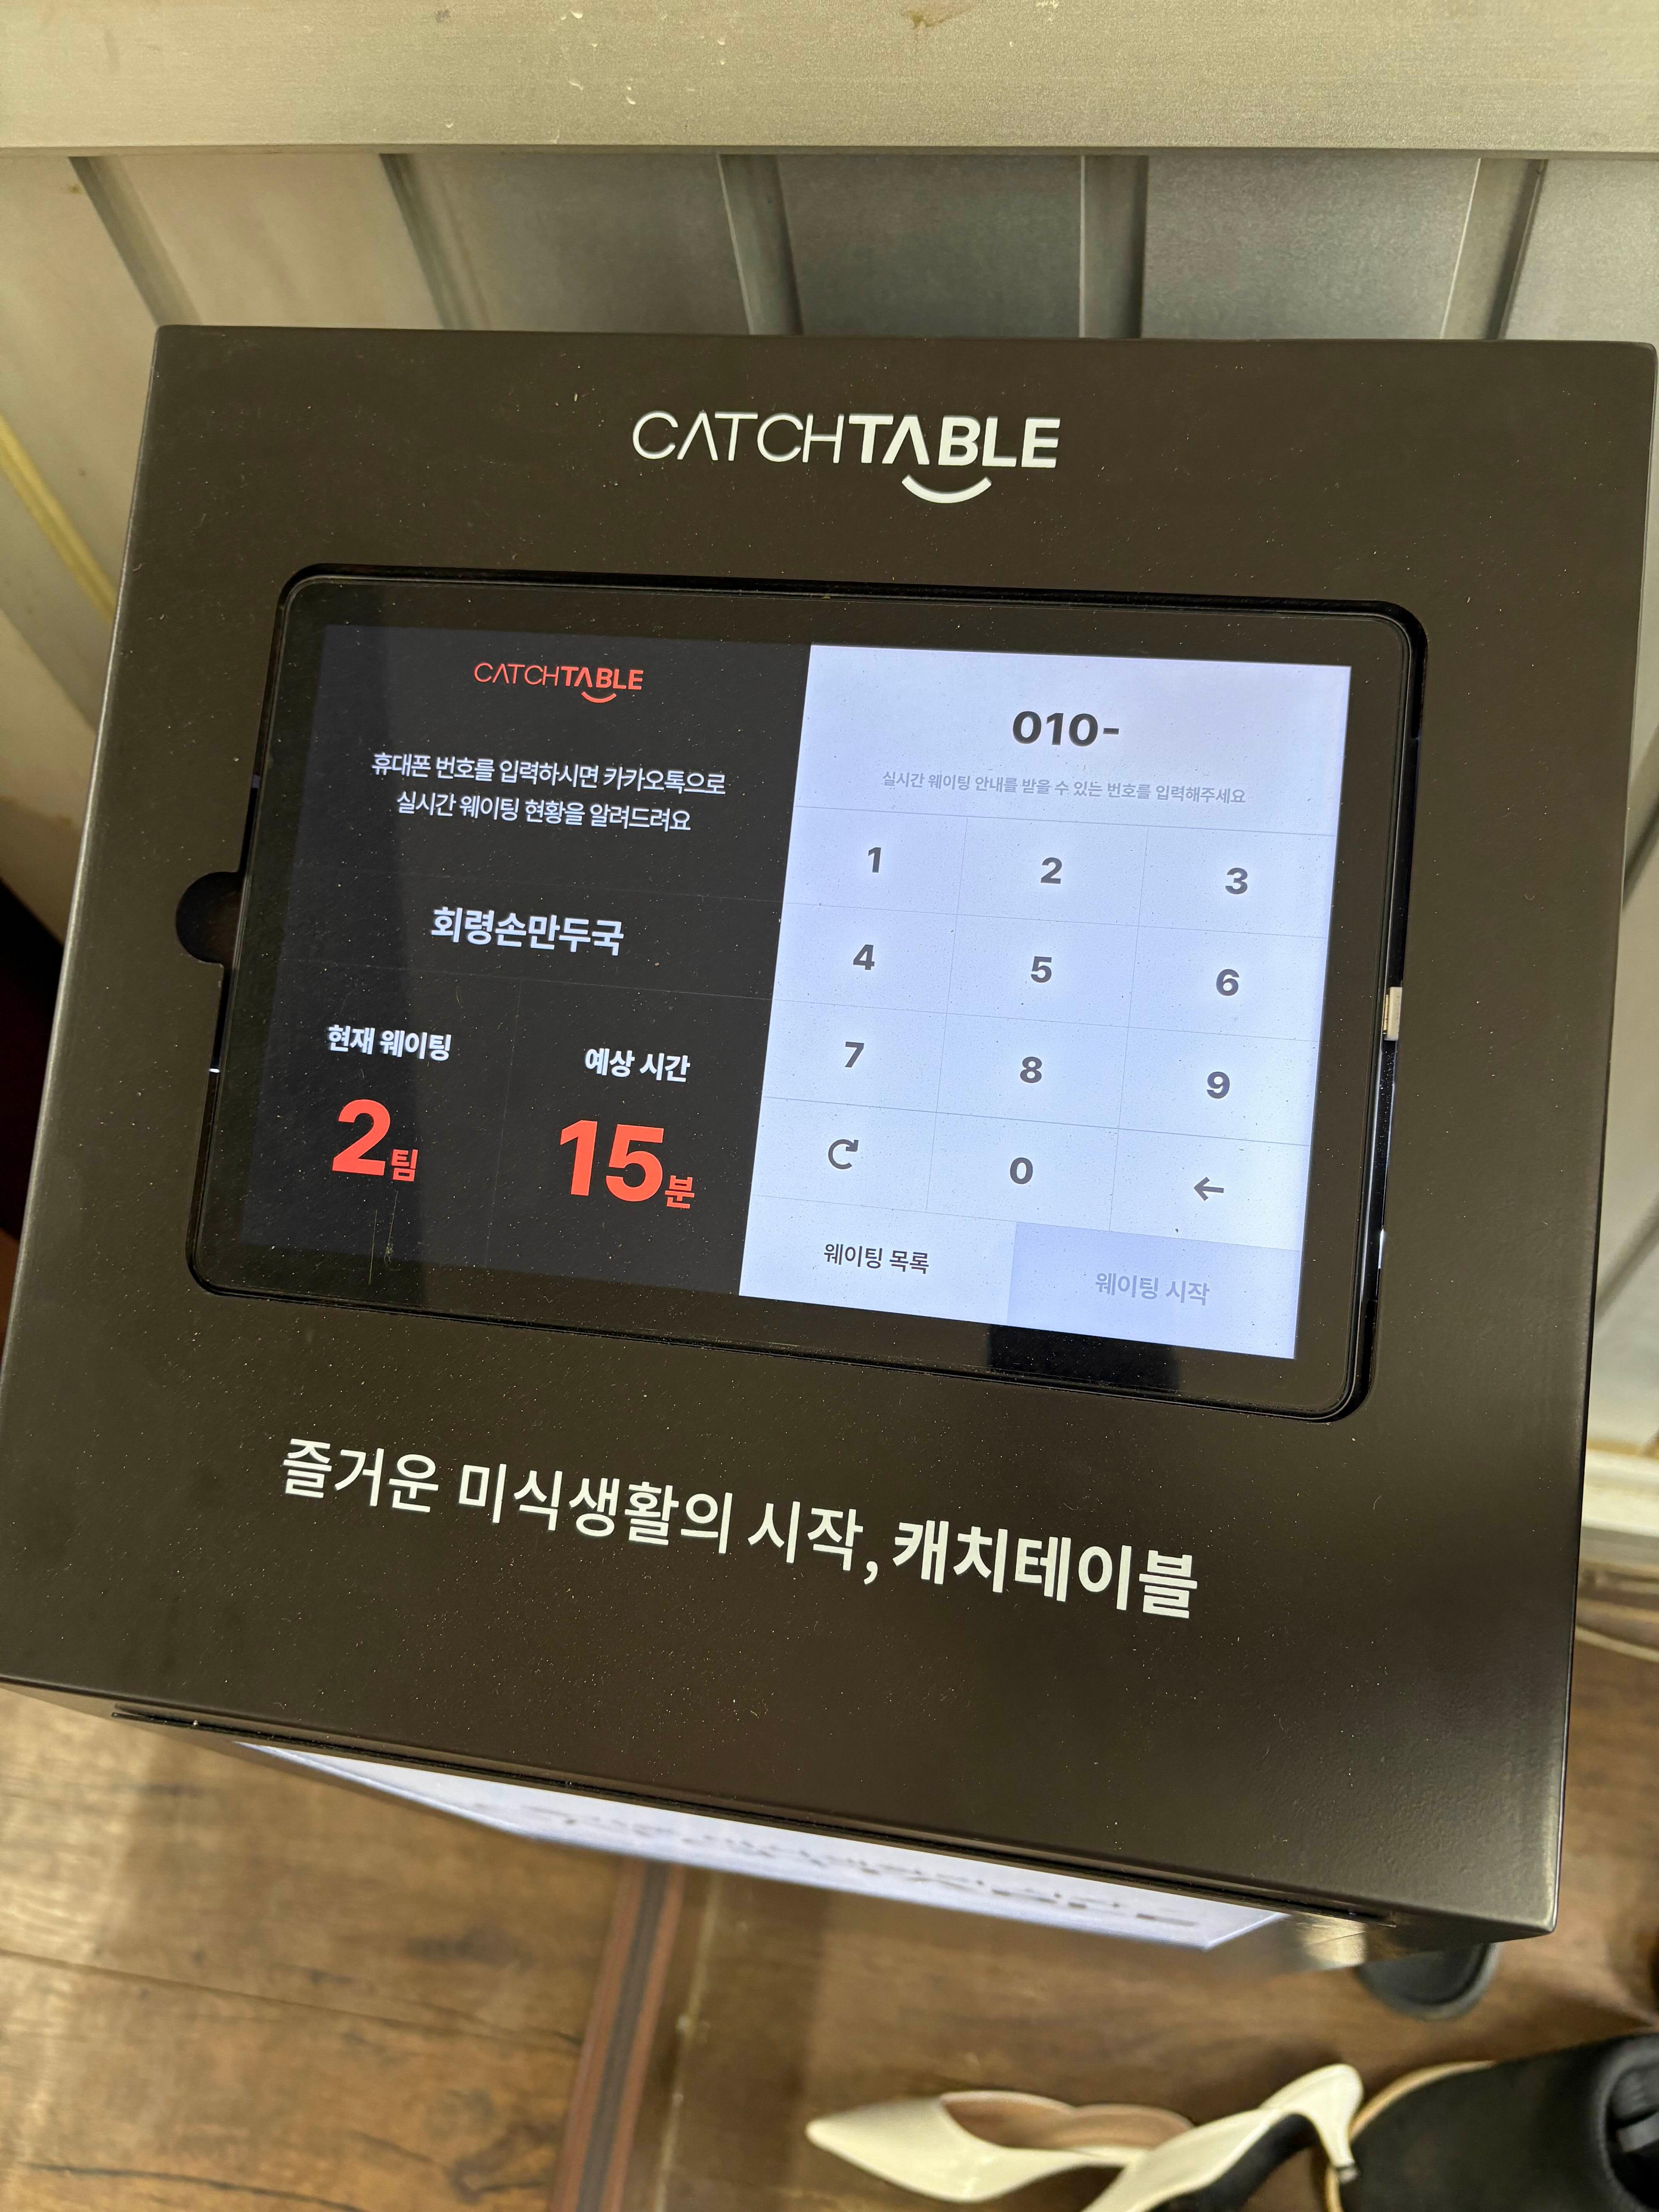 CATCHTABLE
CATCHTABLE
휴대폰 번호를 입력하시면 카카오톡으로
실시간 웨이팅 현황을 알려드려요
회령손만두국
현재 웨이팅
2팀
예상 시간
15분
010-
실시간 웨이팅 안내를 받을 수 있는 번호를 입력해주세요
1 2 3
4 5 6
7 8 9
0 ←
웨이팅 목록
웨이팅 시작
즐거운 미식생활의 시작, 캐치테이블